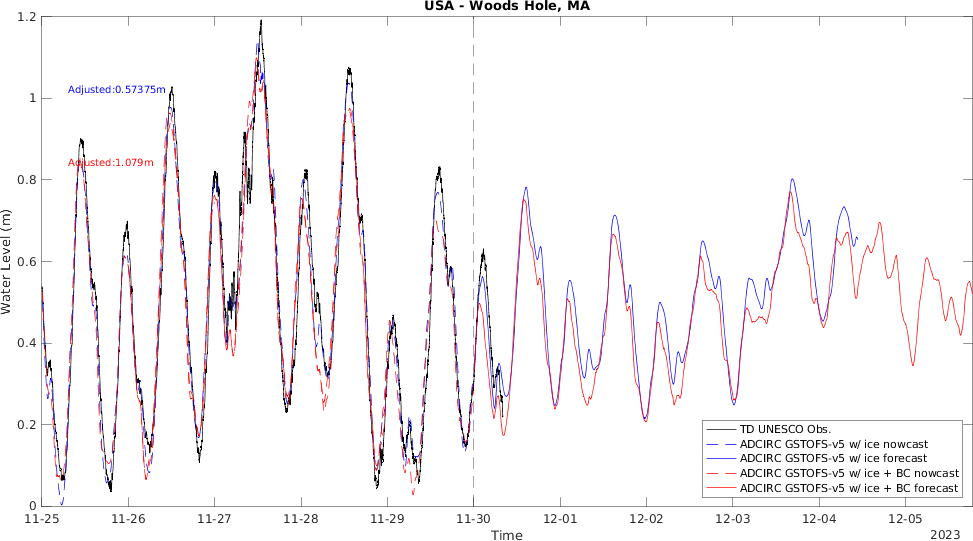 USA - Woods Hole, MA
1.2
1
0.8
0.6
0.4
0.2
0
Water Level (m)
Adjusted:0.57375m
Adjusted:1.079m
TD UNESCO Obs.
ADCIRC GSTOFS-v5 w/ ice nowcast
ADCIRC GSTOFS-v5 w/ ice forecast
ADCIRC GSTOFS-v5 w/ ice + BC nowcast
ADCIRC GSTOFS-v5 w/ ice + BC forecast
11-25 11-26 11-27 11-28 11-29 11-30 12-01 12-02 12-03 12-04 12-05
Time
2023